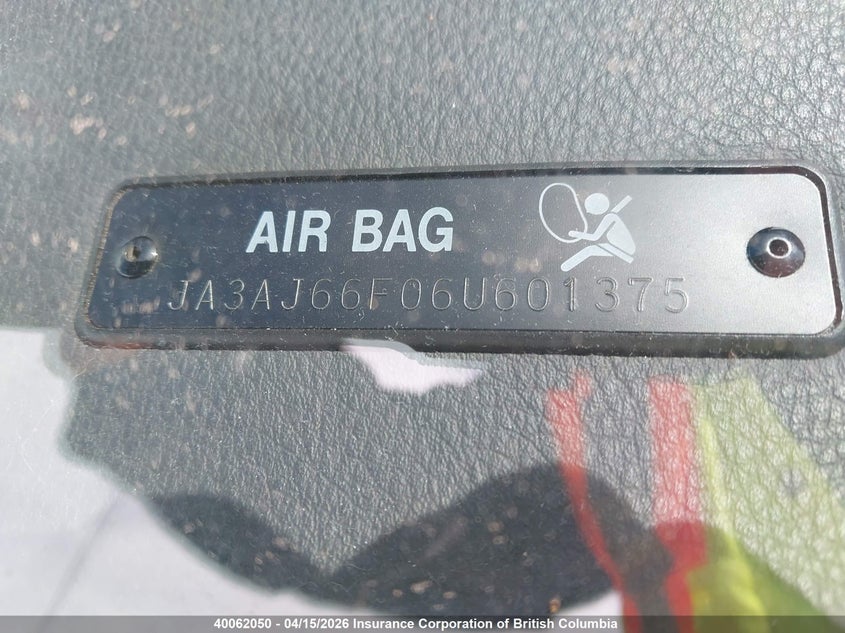 AIR BAG
JA3AJ66F06U601375
40062050 - 04/15/2026 Insurance Corporation of British Columbia